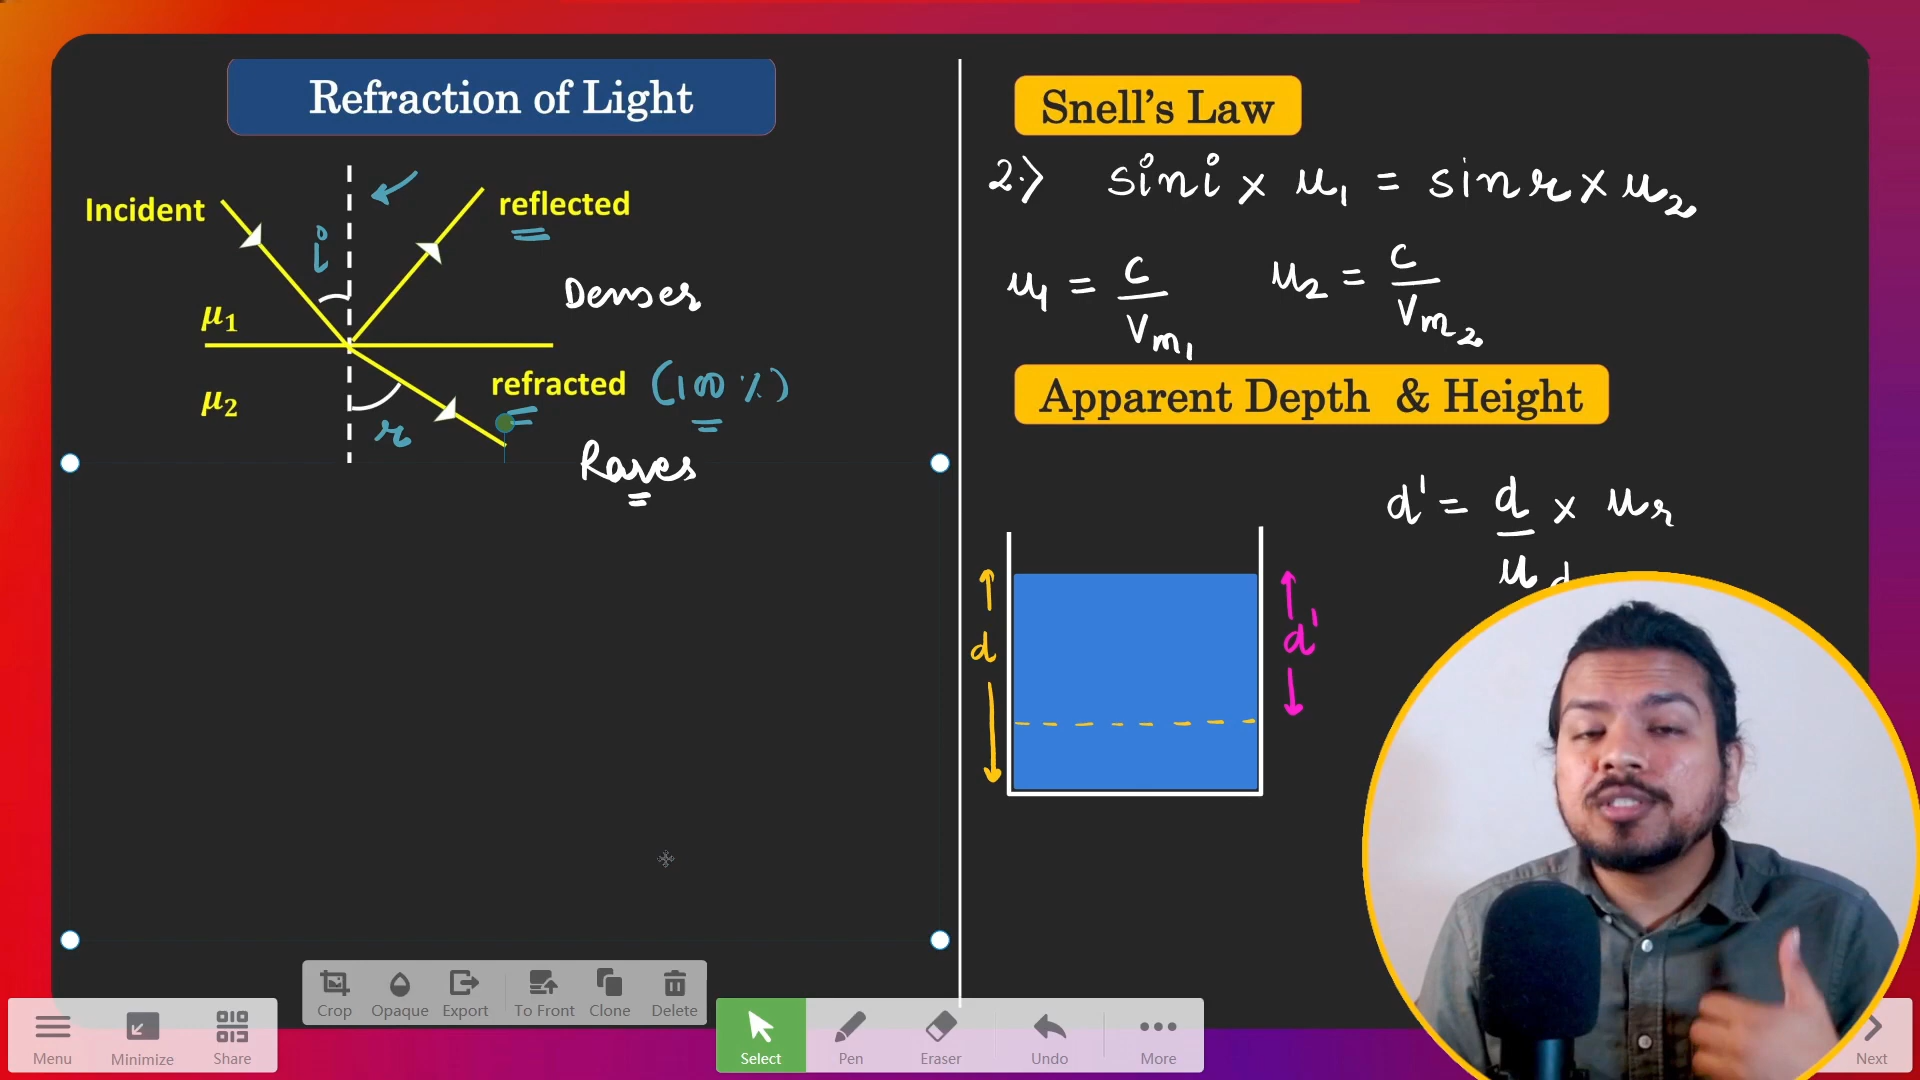 Refraction of Light
Incident
i
reflected
Denser
μ1
μ2
refracted (100 %)
r
Rarer
Snell's Law
2.> sin i × μ1 = sin r × μ2
μ1 = c / Vm1 μ2 = c / Vm2
Apparent Depth & Height
d' = d / μd × μr
d
d'
Crop Opaque Export To Front Clone Delete
Menu Minimize Share Select Pen Eraser Undo More Next